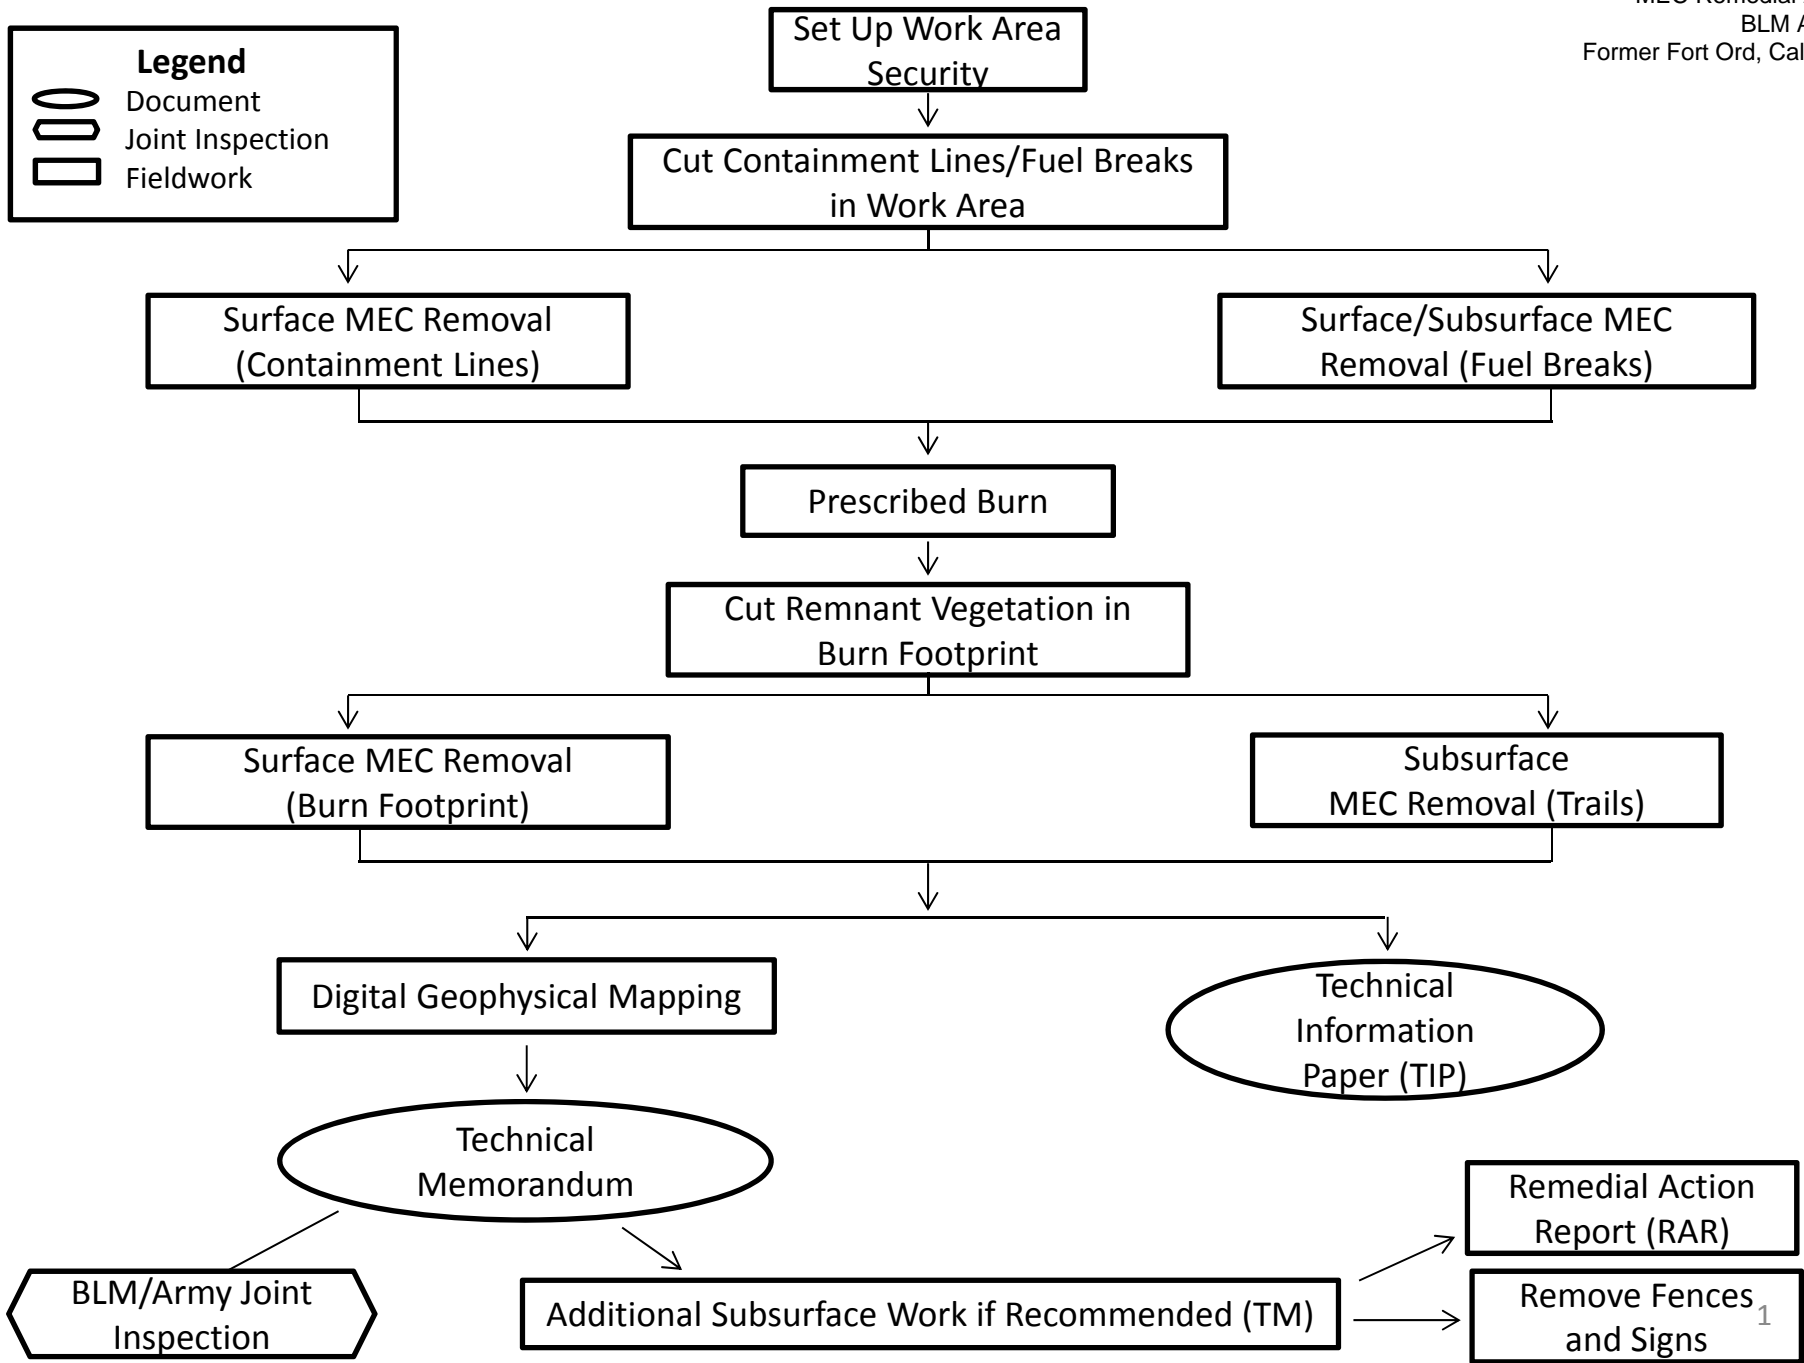 MEC Remedial
BLM A
Former Fort Ord, Cal
Legend
Document
Joint Inspection
Fieldwork
Set Up Work Area
Security
Cut Containment Lines/Fuel Breaks
in Work Area
Surface MEC Removal
(Containment Lines)
Surface/Subsurface MEC
Removal (Fuel Breaks)
Prescribed Burn
Cut Remnant Vegetation in
Burn Footprint
Surface MEC Removal
(Burn Footprint)
Subsurface
MEC Removal (Trails)
Digital Geophysical Mapping
Technical
Information
Paper (TIP)
Technical
Memorandum
Remedial Action
Report (RAR)
BLM/Army Joint
Inspection
Additional Subsurface Work if Recommended (TM)
Remove Fences
and Signs
1